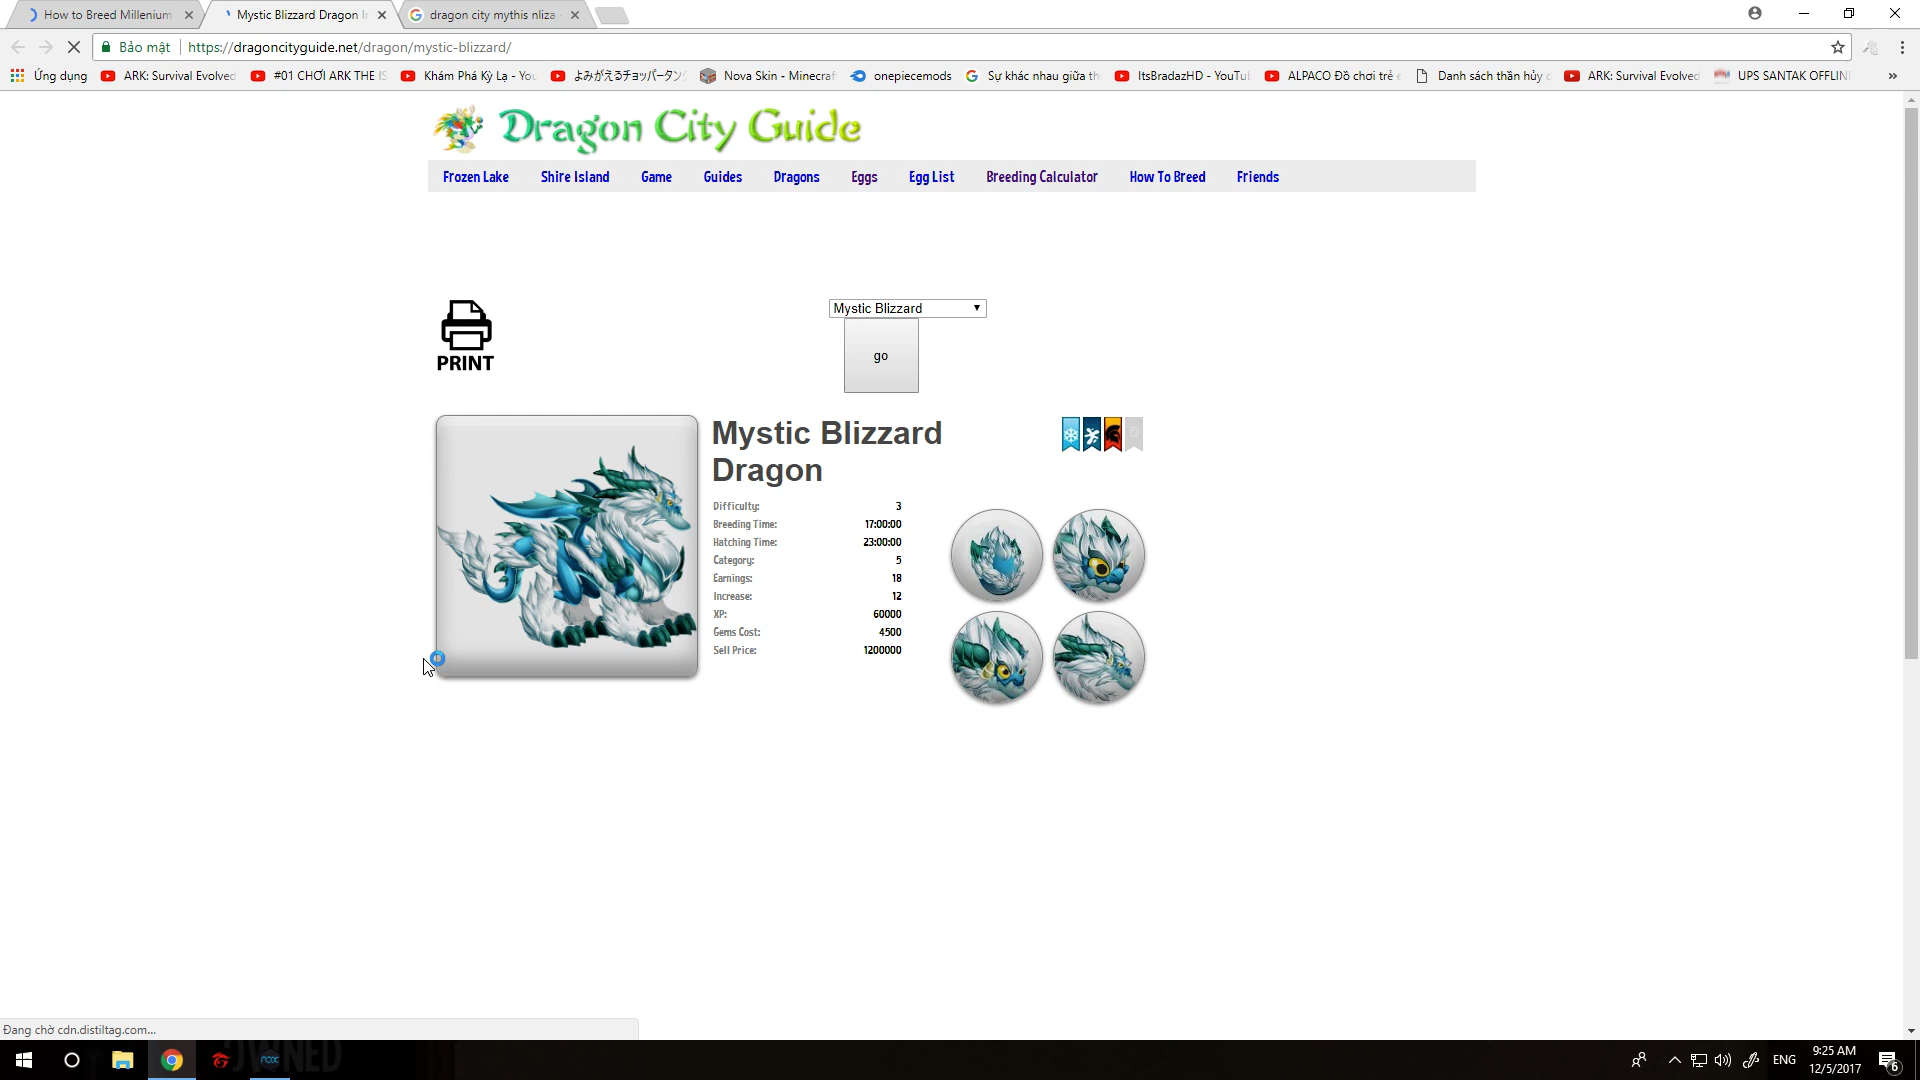 How to Breed Millenium
Mystic Blizzard Dragon I
dragon city mythis nliza
Bảo mật
https://dragoncityguide.net/dragon/mystic-blizzard/
Ứng dụng
ARK: Survival Evolved
#01 CHƠI ARK THE IS
Khám Phá Kỳ Lạ - You
よみがえるチョッパータン
Nova Skin - Minecraf
onepiecemods
Sự khác nhau giữa th
ItsBradazHD - YouTu
ALPACO Đồ chơi trẻ
Danh sách thần hủy
ARK: Survival Evolved
UPS SANTAK OFFLIN
»
Dragon City Guide
Frozen Lake
Shire Island
Game
Guides
Dragons
Eggs
Egg List
Breeding Calculator
How To Breed
Friends
PRINT
Mystic Blizzard
go
Mystic Blizzard
Dragon
Difficulty: 3
Breeding Time: 17:00:00
Hatching Time: 23:00:00
Category: 5
Earnings: 18
Increase: 12
XP: 60000
Gems Cost: 4500
Sell Price: 1200000
Đang chờ cdn.distiltag.com...
OWNED
nox
ENG
9:25 AM
12/5/2017
6